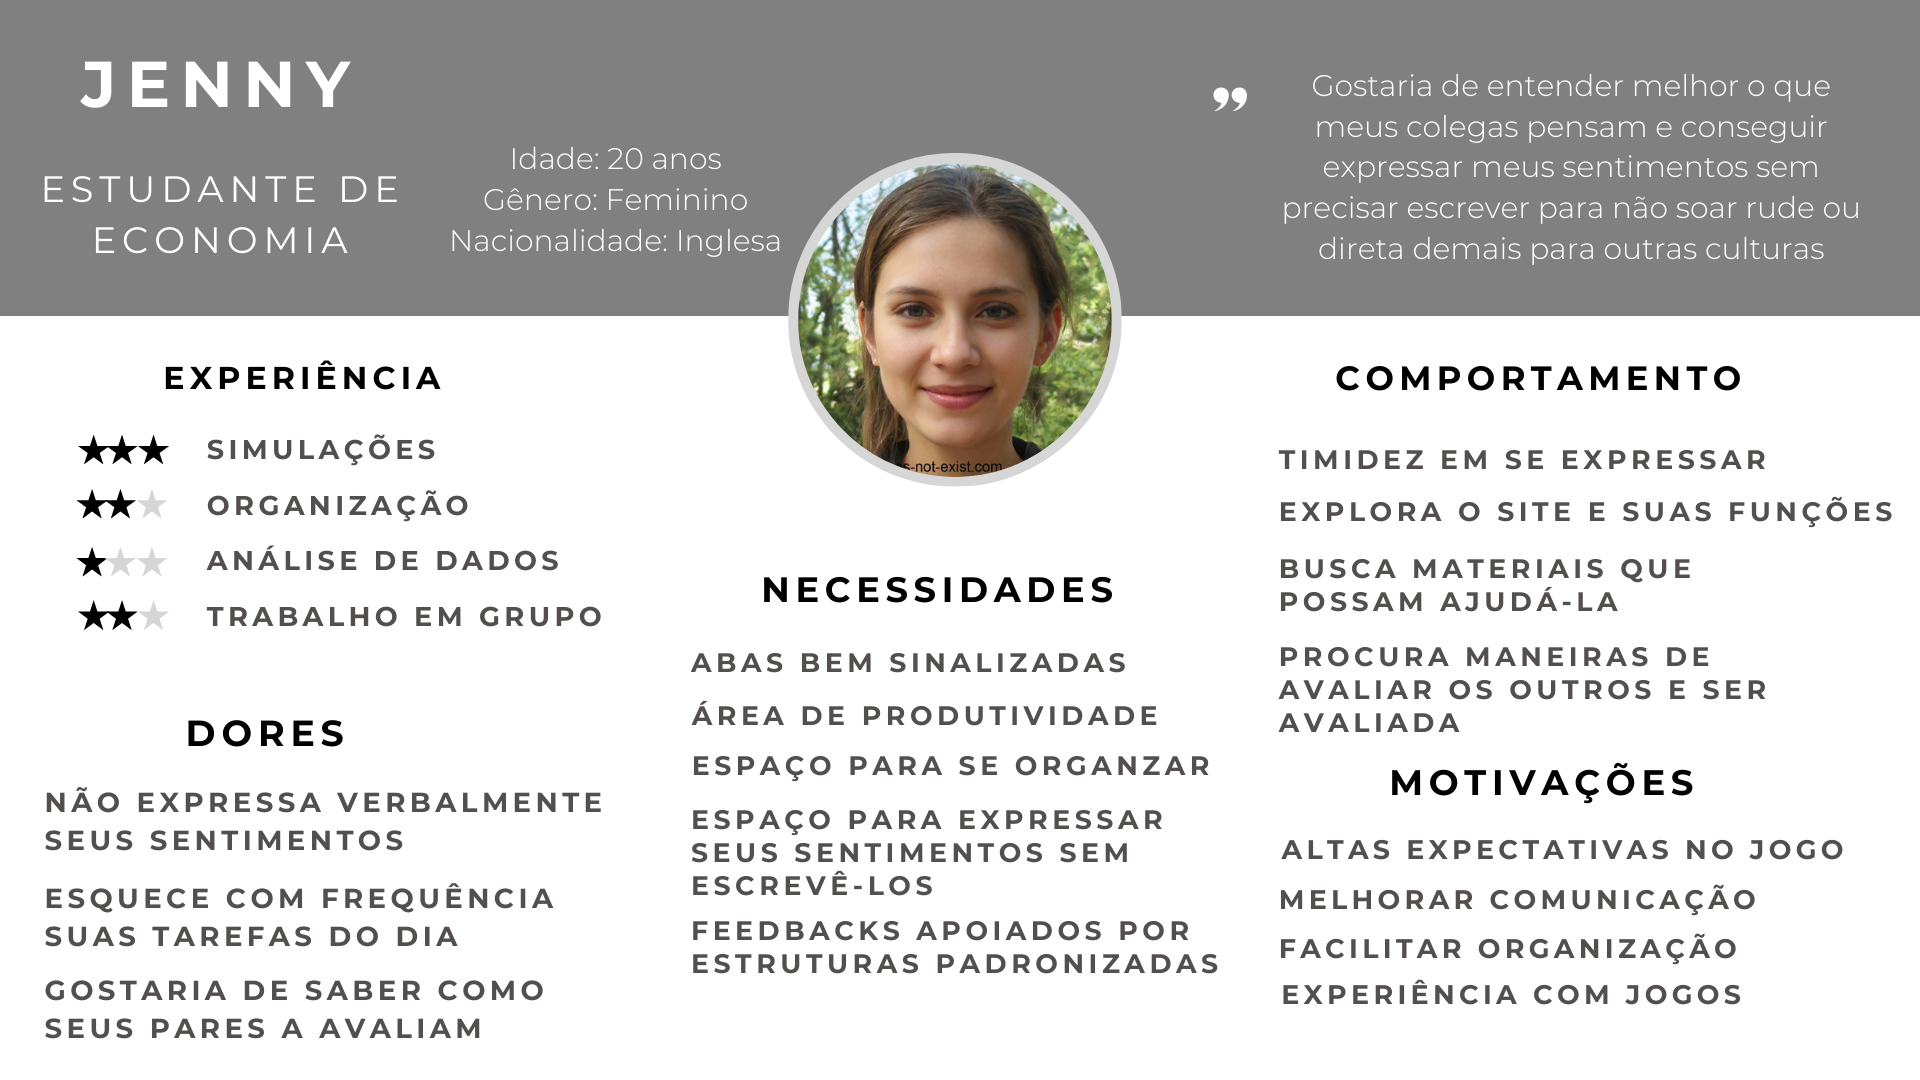 JENNY
ESTUDANTE DE
ECONOMIA
Idade: 20 anos
Gênero: Feminino
Nacionalidade: Inglesa
”
Gostaria de entender melhor o que
meus colegas pensam e conseguir
expressar meus sentimentos sem
precisar escrever para não soar rude ou
direta demais para outras culturas
s-not-exist.com
EXPERIÊNCIA
SIMULAÇÕES
ORGANIZAÇÃO
ANÁLISE DE DADOS
TRABALHO EM GRUPO
DORES
NÃO EXPRESSA VERBALMENTE
SEUS SENTIMENTOS
ESQUECE COM FREQUÊNCIA
SUAS TAREFAS DO DIA
GOSTARIA DE SABER COMO
SEUS PARES A AVALIAM
NECESSIDADES
ABAS BEM SINALIZADAS
ÁREA DE PRODUTIVIDADE
ESPAÇO PARA SE ORGANZAR
ESPAÇO PARA EXPRESSAR
SEUS SENTIMENTOS SEM
ESCREVÊ-LOS
FEEDBACKS APOIADOS POR
ESTRUTURAS PADRONIZADAS
COMPORTAMENTO
TIMIDEZ EM SE EXPRESSAR
EXPLORA O SITE E SUAS FUNÇÕES
BUSCA MATERIAIS QUE
POSSAM AJUDÁ-LA
PROCURA MANEIRAS DE
AVALIAR OS OUTROS E SER
AVALIADA
MOTIVAÇÕES
ALTAS EXPECTATIVAS NO JOGO
MELHORAR COMUNICAÇÃO
FACILITAR ORGANIZAÇÃO
EXPERIÊNCIA COM JOGOS